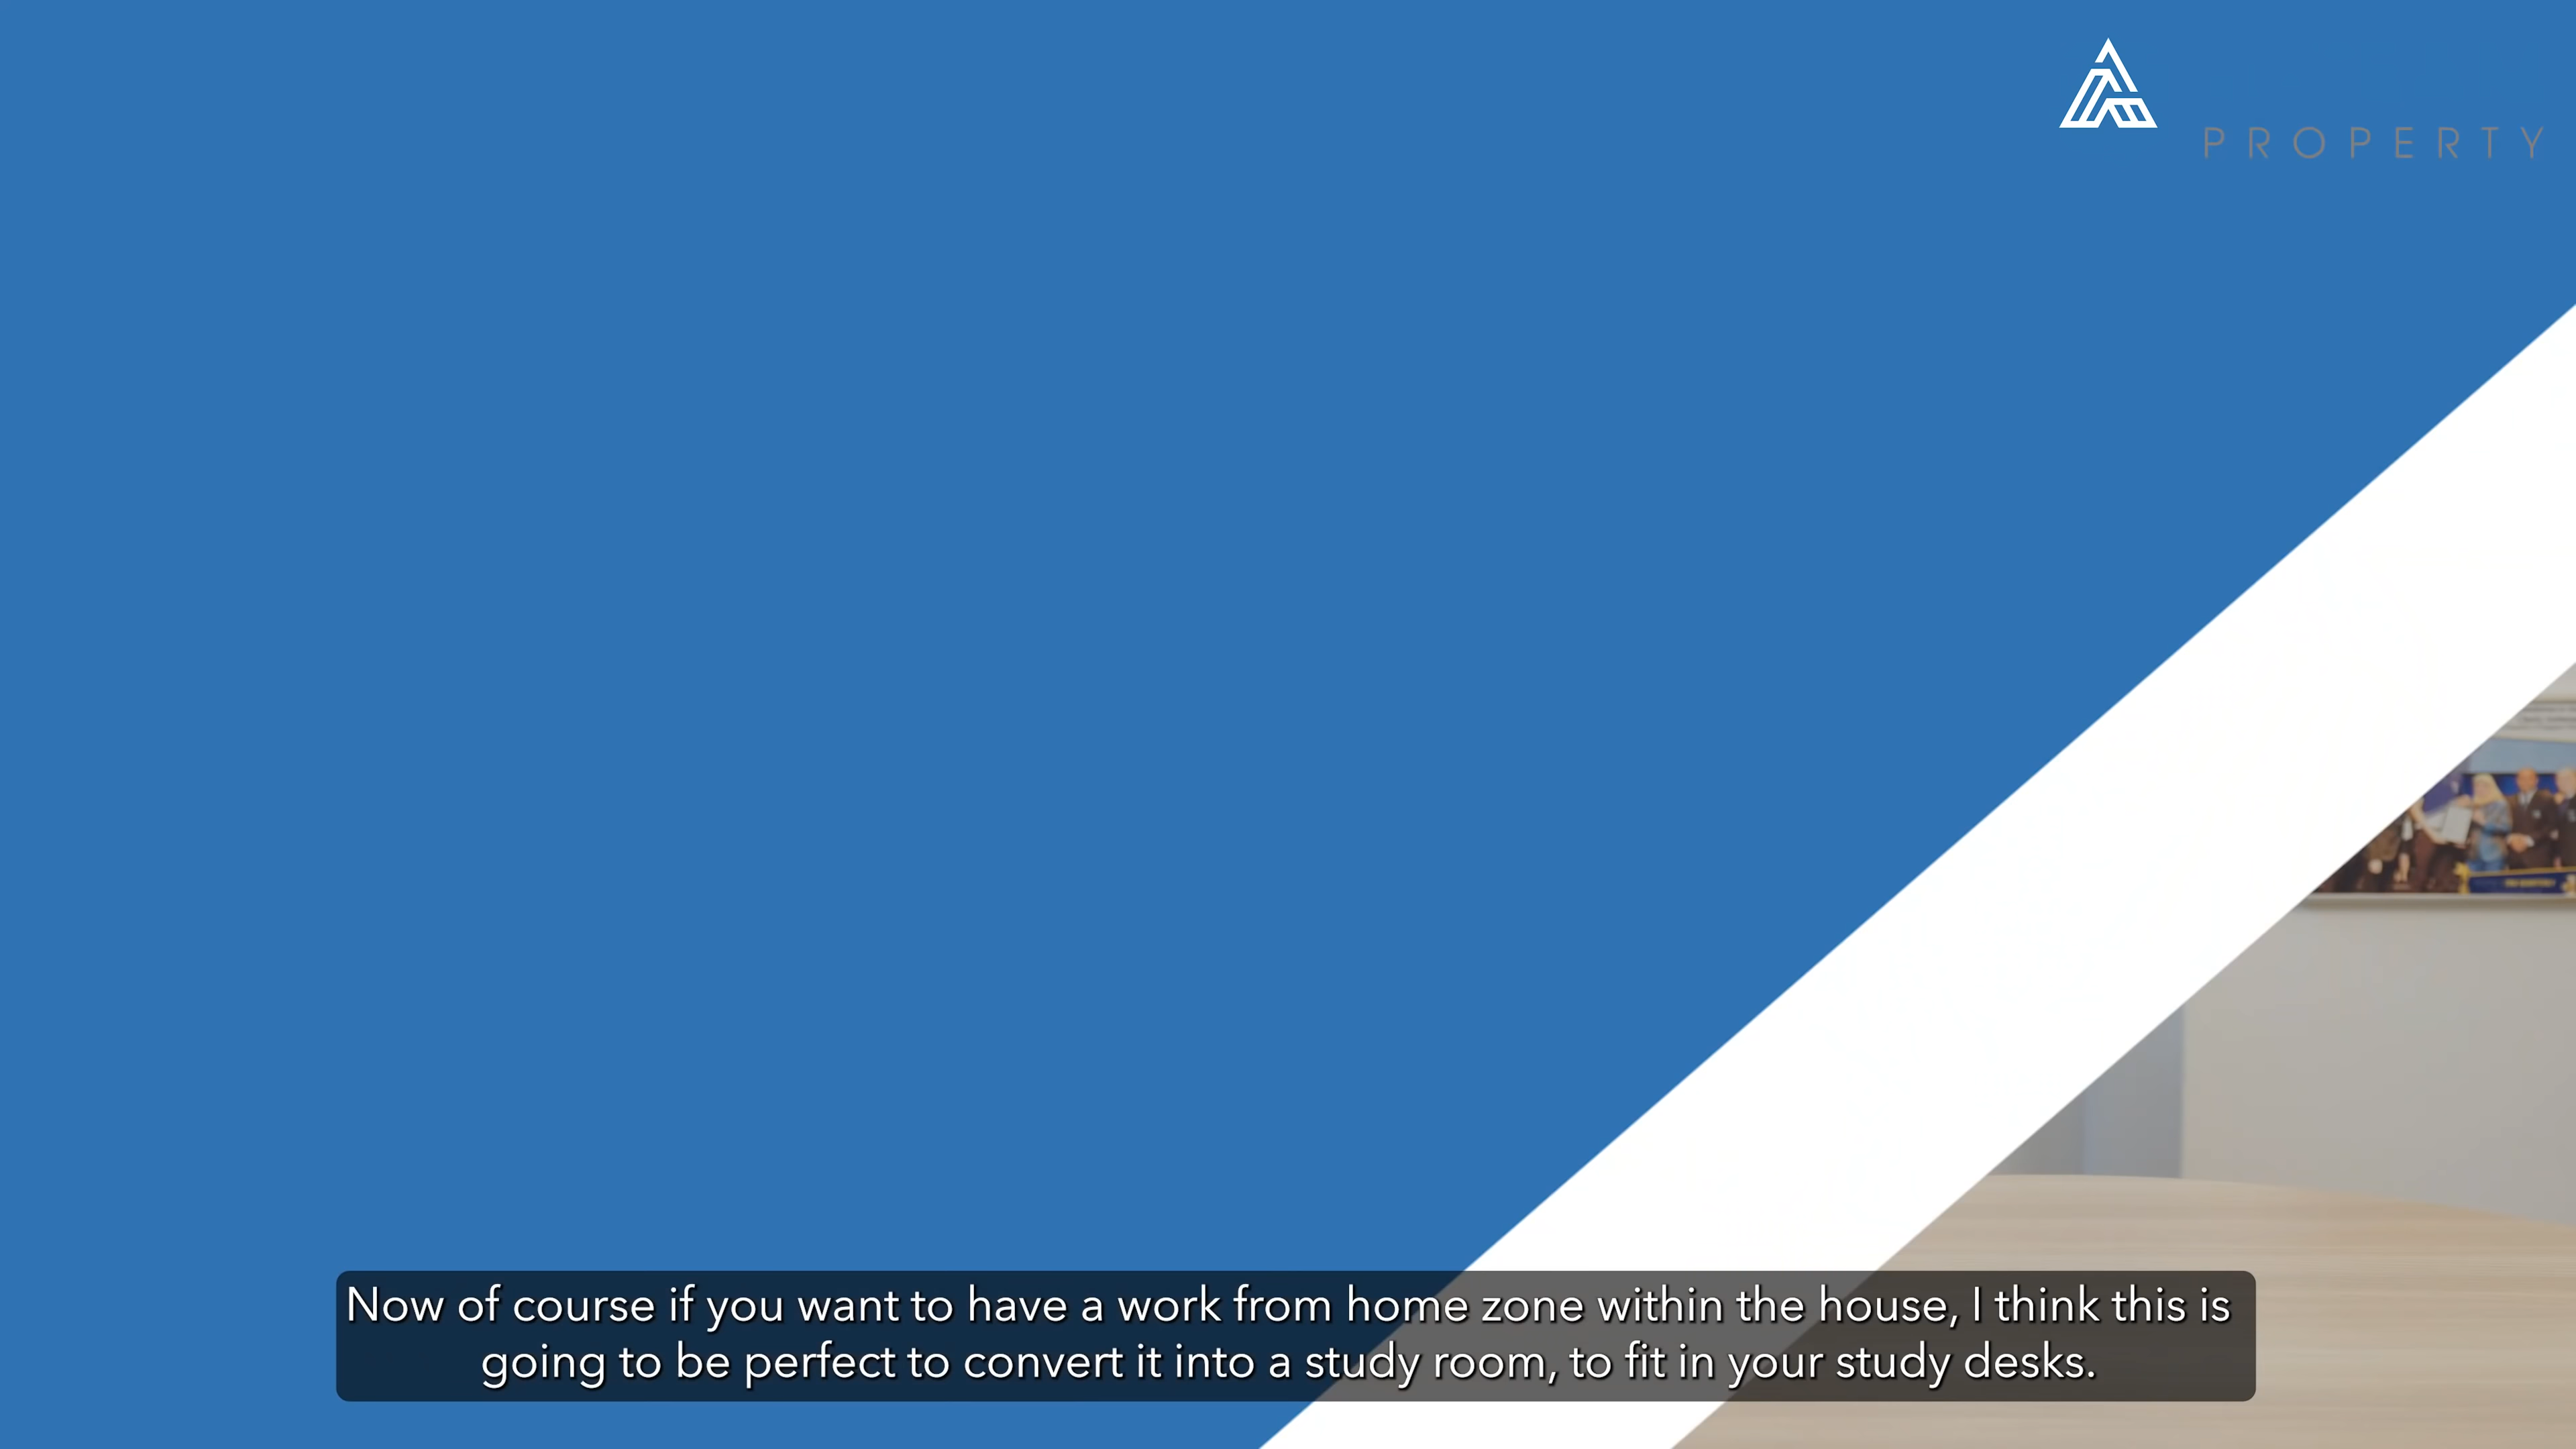 PROPERTY
Now of course if you want to have a work from home zone within the house, I think this is
going to be perfect to convert it into a study room, to fit in your study desks.